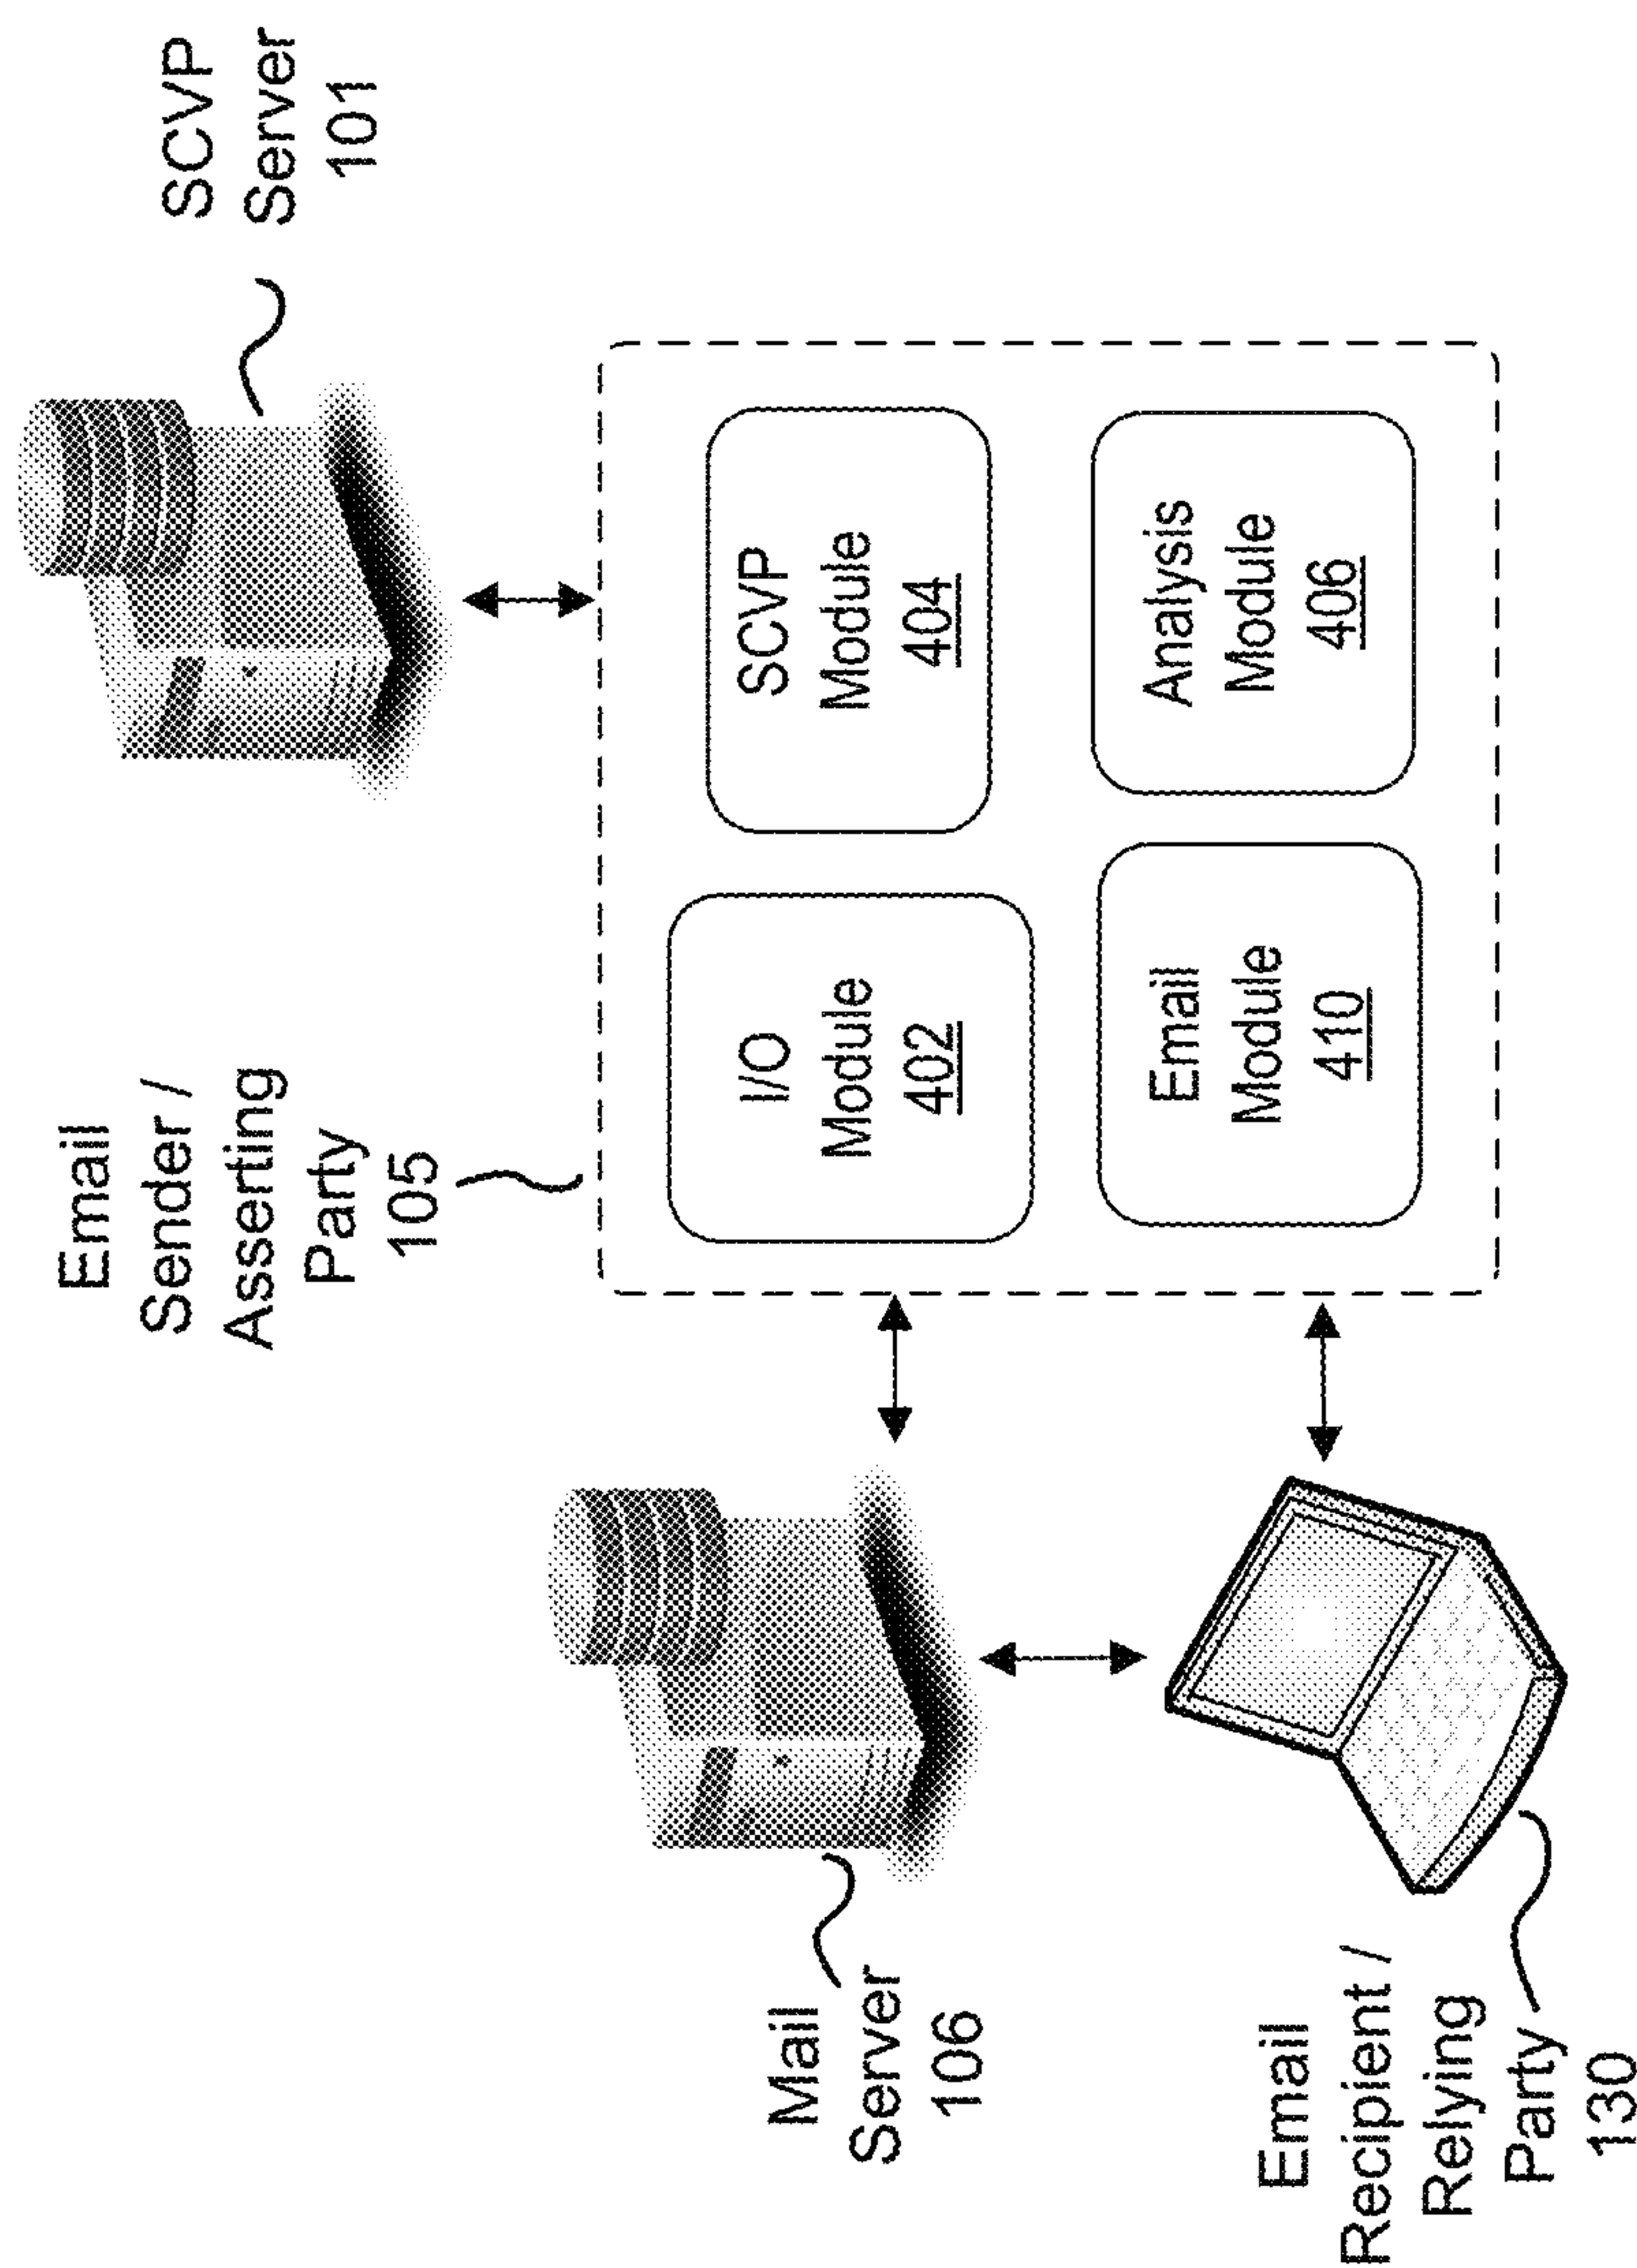 SCVP
Server
101
Email
Sender /
Asserting
Party
105
SCVP
Module
404
I/O
Module
402
Analysis
Module
406
Email
Module
410
Mail
Server
106
Email
Recipient /
Relying
Party
130